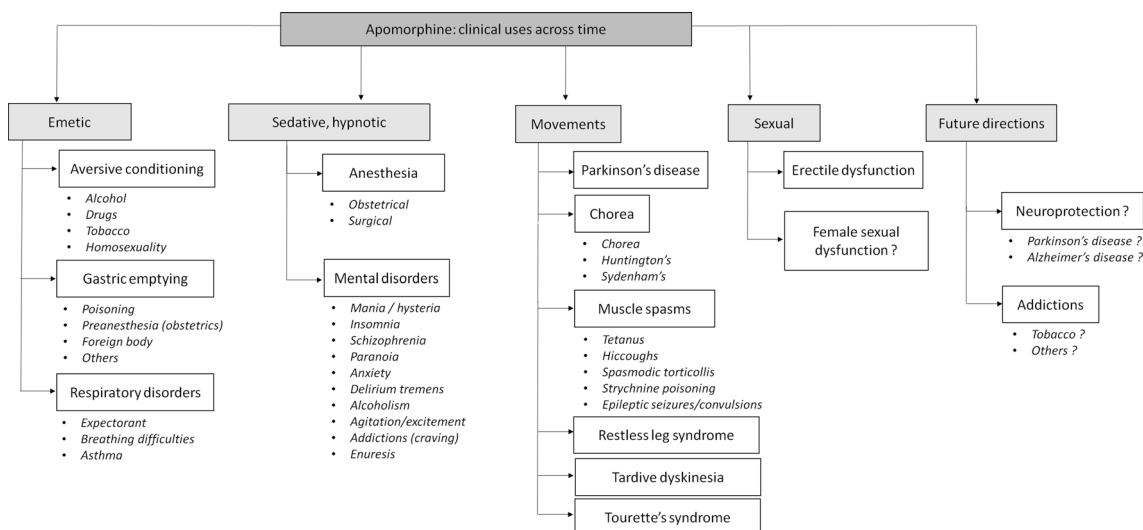 Apomorphine: clinical uses across time
Emetic
Aversive conditioning
• Alcohol
• Drugs
• Tobacco
• Homosexuality
Gastric emptying
• Poisoning
• Preanesthesia (obstetrics)
• Foreign body
• Others
Respiratory disorders
• Expectorant
• Breathing difficulties
• Asthma
Sedative, hypnotic
Anesthesia
• Obstetrical
• Surgical
Mental disorders
• Mania / hysteria
• Insomnia
• Schizophrenia
• Paranoia
• Anxiety
• Delirium tremens
• Alcoholism
• Agitation/excitement
• Addictions (craving)
• Enuresis
Movements
Parkinson's disease
Chorea
• Chorea
• Huntington's
• Sydenham's
Muscle spasms
• Tetanus
• Hiccoughs
• Spasmodic torticollis
• Strychnine poisoning
• Epileptic seizures/convulsions
Restless leg syndrome
Tardive dyskinesia
Tourette's syndrome
Sexual
Erectile dysfunction
Female sexual
dysfunction ?
Future directions
Neuroprotection ?
• Parkinson's disease ?
• Alzheimer's disease ?
Addictions
• Tobacco ?
• Others ?